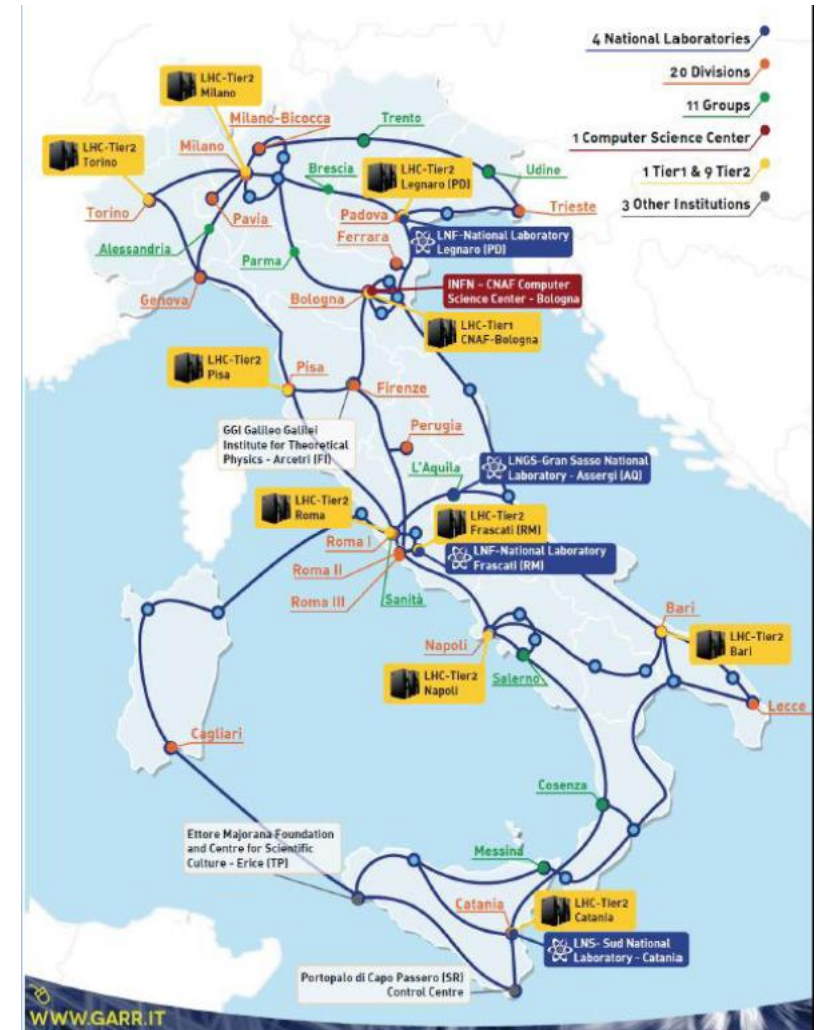 4 National Laboratories
20 Divisions
11 Groups
1 Computer Science Center
1 Tier1 & 9 Tier2
3 Other Institutions
LHC-Tier2
Milano
Milano-Bicocca
Trento
Milano
LHC-Tier2
Torino
Brescia
LHC-Tier2
Legnaro (PD)
Udine
Torino
Pavia
Padova
Trieste
Alessandria
Ferrara
LNF-National Laboratory
Legnaro (PD)
Parma
Genova
Bologna
INFN - CNAF Computer
Science Center - Bologna
LHC-Tier1
CNAF-Bologna
LHC-Tier2
Pisa
Pisa
Firenze
GGI Galileo Galilei
Institute for Theoretical
Physics - Arcetri (FI)
Perugia
L'Aquila
LNGS-Gran Sasso National
Laboratory - Assergi (AQ)
LHC-Tier2
Roma
LHC-Tier2
Frascati (RM)
Roma I
LNF-National Laboratory
Frascati (RM)
Roma II
Roma III
Sanità
Bari
Napoli
LHC-Tier2
Bari
LHC-Tier2
Napoli
Salerno
Lecce
Cagliari
Cosenza
Ettore Majorana Foundation
and Centre for Scientific
Culture - Erice (TP)
Messina
Catania
LHC-Tier2
Catania
LNS- Sud National
Laboratory - Catania
Portopalo di Capo Passero (SR)
Control Centre
WWW.GARR.IT